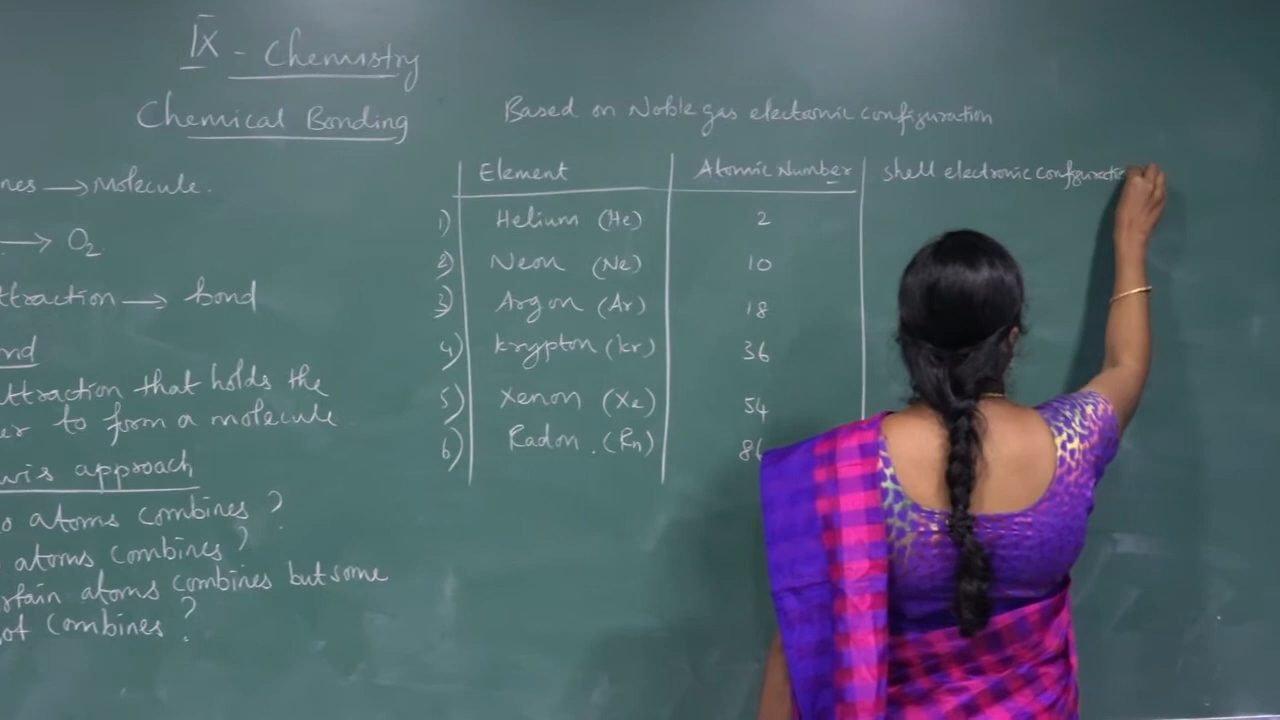 IX - Chemistry
Chemical Bonding
nes → Molecule.
→ O2
ttraction → bond
nd
ttraction that holds the
er to form a molecule
wis approach
o atoms combines?
atoms combines?
rtain atoms combines but some
ot combines?
Based on Noble gas electronic configuration
Element Atomic Number shell electronic configuratio
1) Helium (He) 2
2) Neon (Ne) 10
3) Argon (Ar) 18
4) Krypton (Kr) 36
5) Xenon (Xe) 54
6) Radon. (Rn) 86